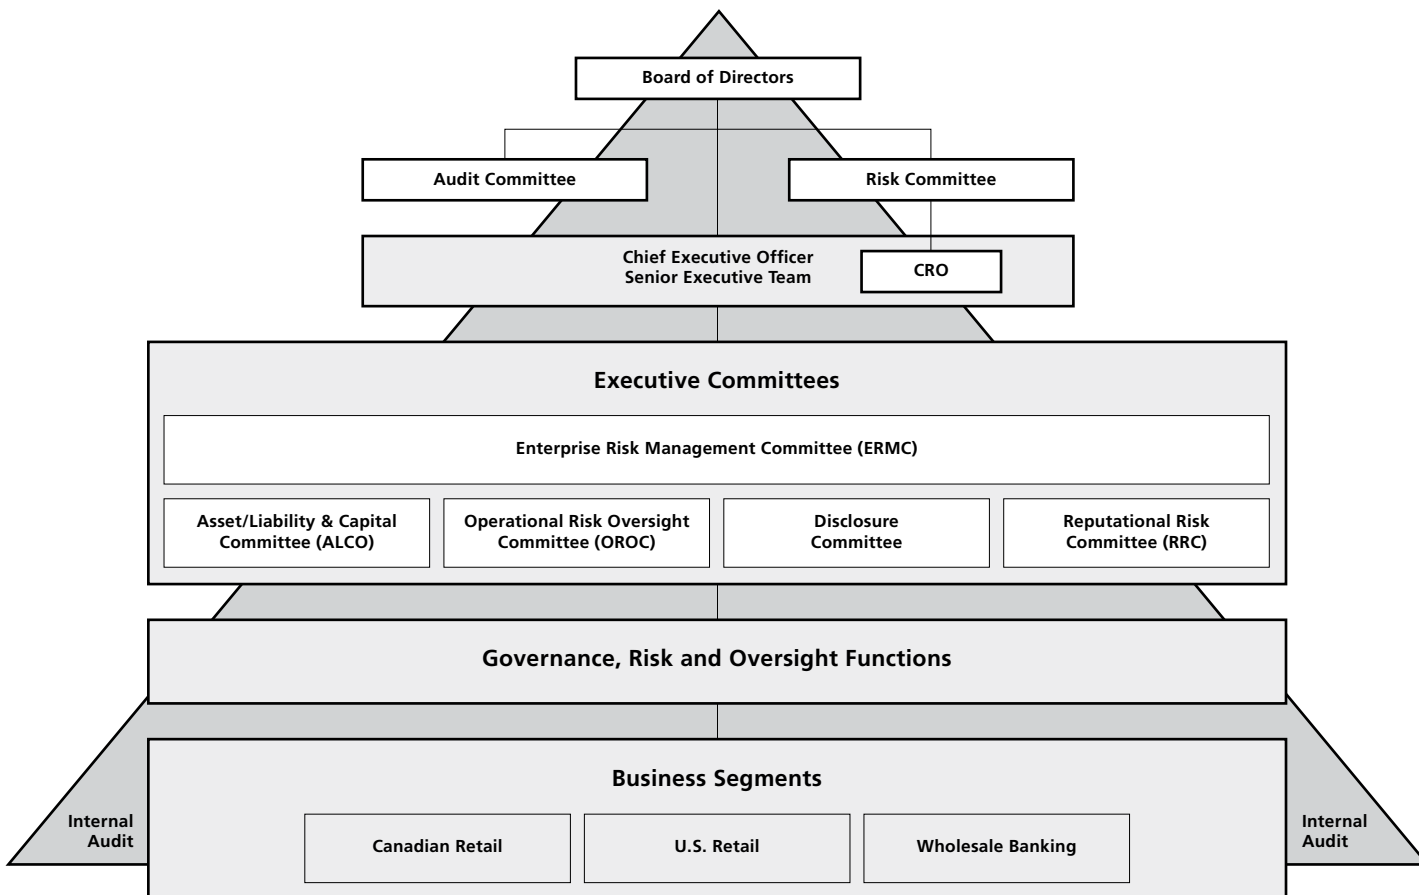 Board of Directors
Audit Committee
Risk Committee
Chief Executive Officer
Senior Executive Team
CRO
Executive Committees
Enterprise Risk Management Committee (ERMC)
Asset/Liability & Capital
Committee (ALCO)
Operational Risk Oversight
Committee (OROC)
Disclosure
Committee
Reputational Risk
Committee (RRC)
Governance, Risk and Oversight Functions
Business Segments
Internal
Audit
Canadian Retail
U.S. Retail
Wholesale Banking
Internal
Audit